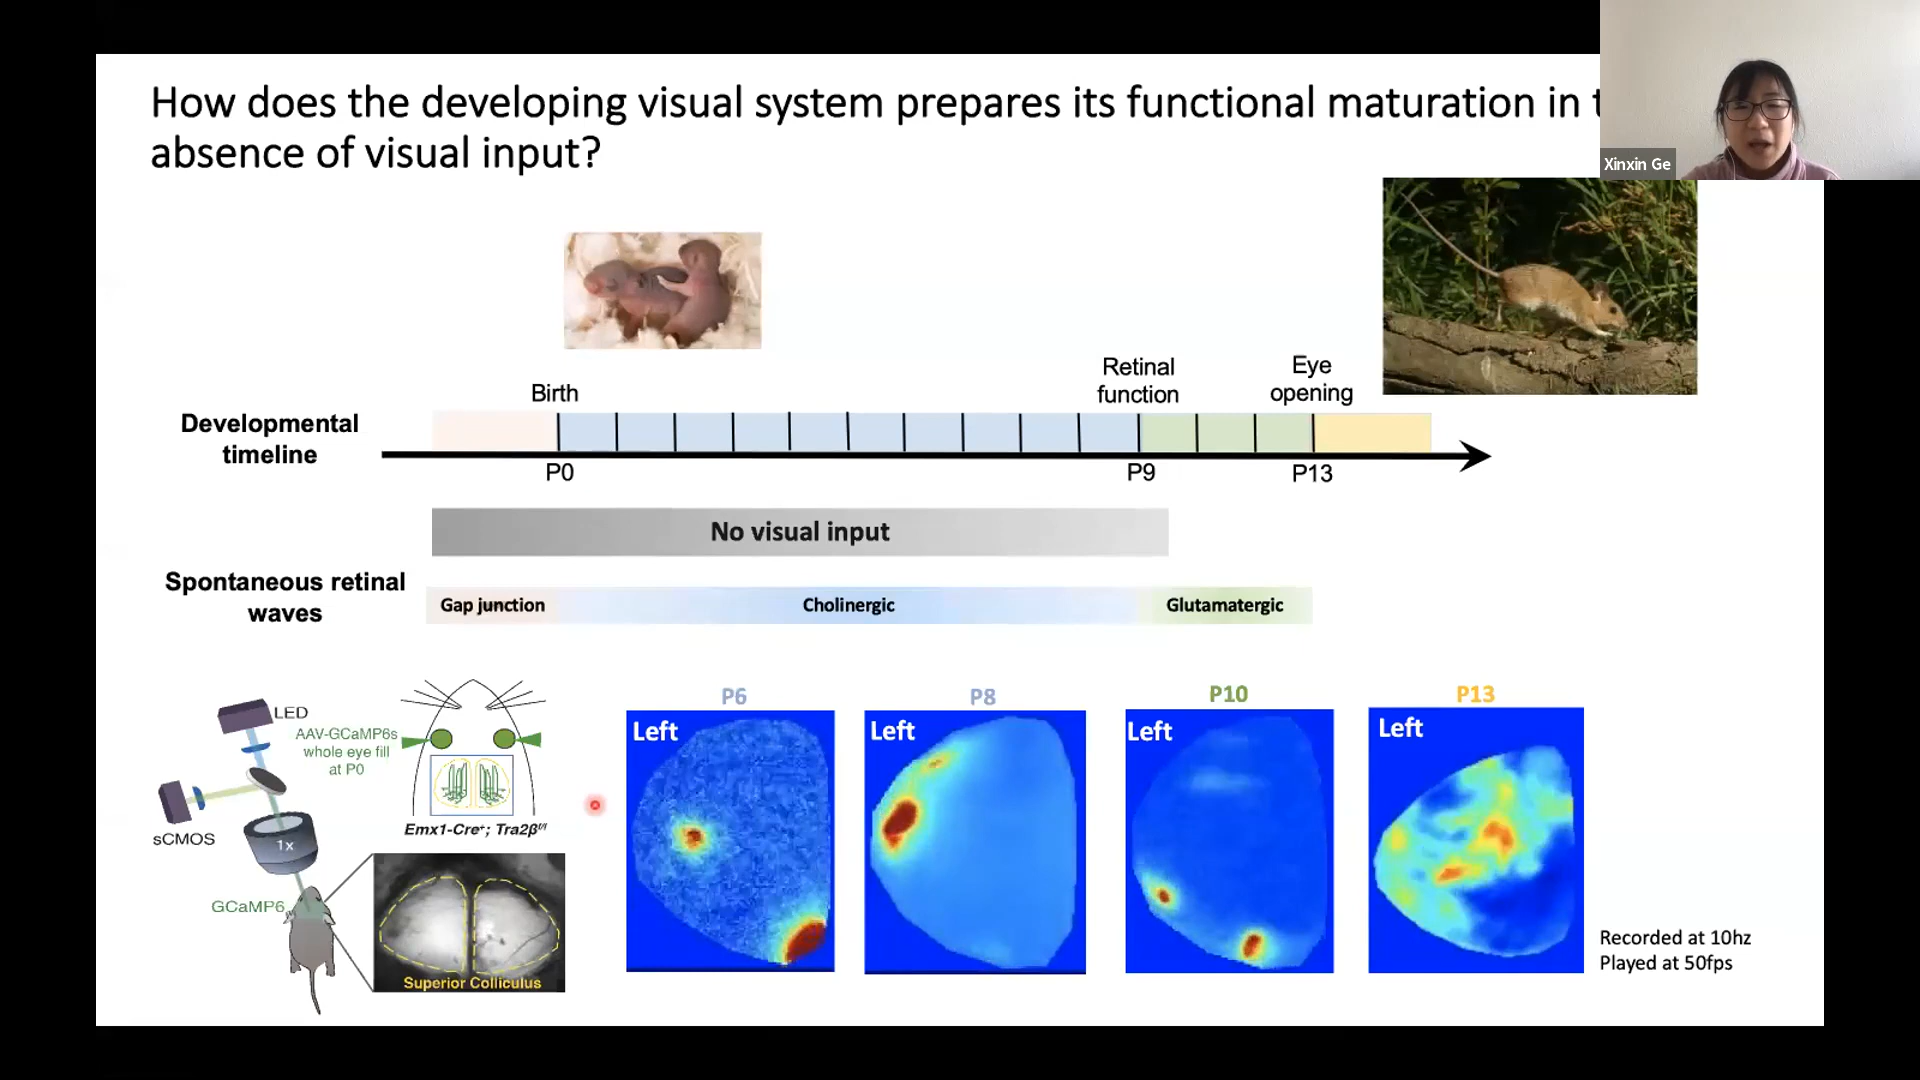 How does the developing visual system prepares its functional maturation in
absence of visual input?
Xinxin Ge
Birth
Retinal
function
Eye
opening
Developmental
timeline
P0
P9
P13
No visual input
Spontaneous retinal
waves
Gap junction
Cholinergic
Glutamatergic
LED
AAV-GCaMP6s
whole eye fill
at P0
sCMOS
1x
GCaMP6
Emx1-Cre⁺; Tra2βᶠ/ᶠ
Superior Colliculus
P6
Left
P8
Left
P10
Left
P13
Left
Recorded at 10hz
Played at 50fps